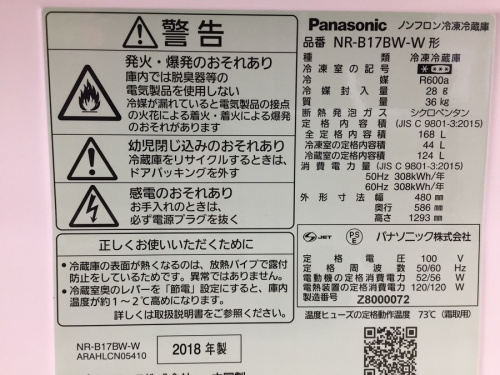 警告
発火・爆発のおそれあり
庫内では脱臭器等の
電気製品を使用しない
冷媒が漏れていると電気製品の接点
の火花による着火・着火による爆発
のおそれあり
幼児閉じ込めのおそれあり
冷蔵庫をリサイクルするときは、
ドアパッキングを外す
感電のおそれあり
お手入れのときは、
必ず電源プラグを抜く
正しくお使いいただくために
・冷蔵庫の表面が熱くなるのは、放熱パイプで露付
防止をしているためです。異常ではありません。
・冷蔵室奥のレバーを「節電」設定にすると、庫内
温度が約1～2℃高めになります。
詳しくは取扱説明書をご覧ください。
NR-B17BW-W
ARAHLCN05410
2018 年製
Panasonic ノンフロン冷凍冷蔵庫
品番 NR-B17BW-W 形
種類 冷凍冷蔵庫
冷凍室の記号
冷媒 R600a
冷媒封入量 28 g
質量 36 kg
断熱発泡ガス シクロペンタン
定格内容積 (JIS C 9801-3:2015)
全定格内容積 168 L
冷凍室の定格内容積 44 L
冷蔵室の定格内容積 124 L
消費電力量 (JIS C 9801-3:2015)
50Hz 308kWh/年
60Hz 308kWh/年
外形寸法 幅 480 mm
奥行 586 mm
高さ 1293 mm
JET PS E パナソニック株式会社
定格電圧 100 V
定格周波数 50/60 Hz
電動機の定格消費電力 52/56 W
電熱装置の定格消費電力 120/120 W
製造番号 Z8000072
温度ヒューズの定格動作温度 73℃ (霜取用)